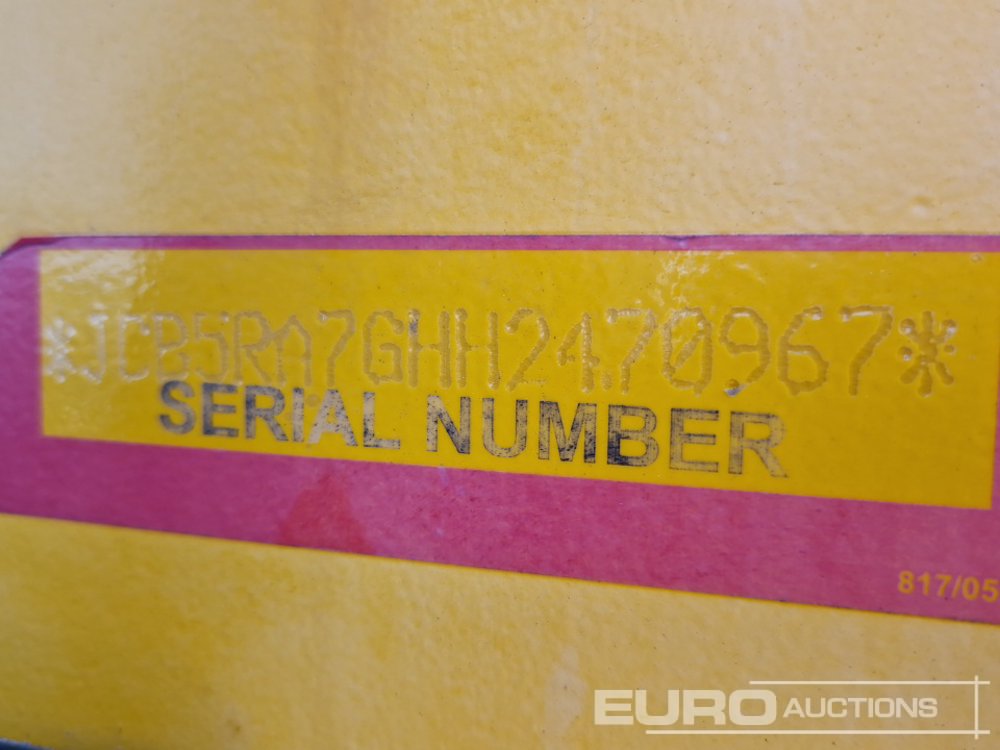 *JCB5RA7GHH2470967*
SERIAL NUMBER
817/05
EURO AUCTIONS